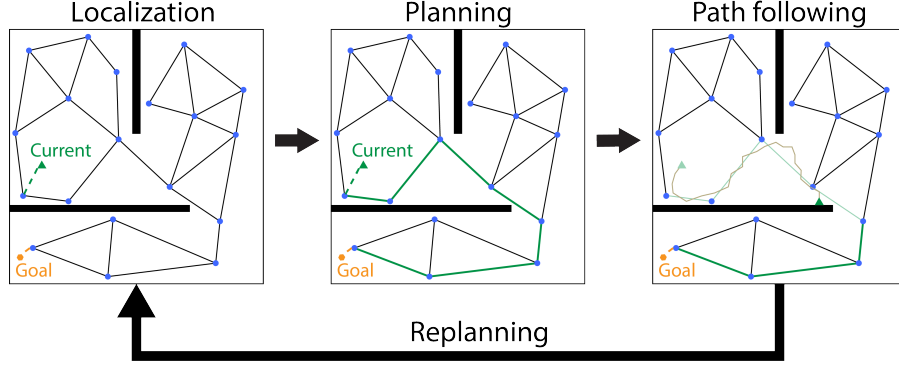 Localization
Planning
Path following
Current
Goal
Current
Goal
Goal
Replanning